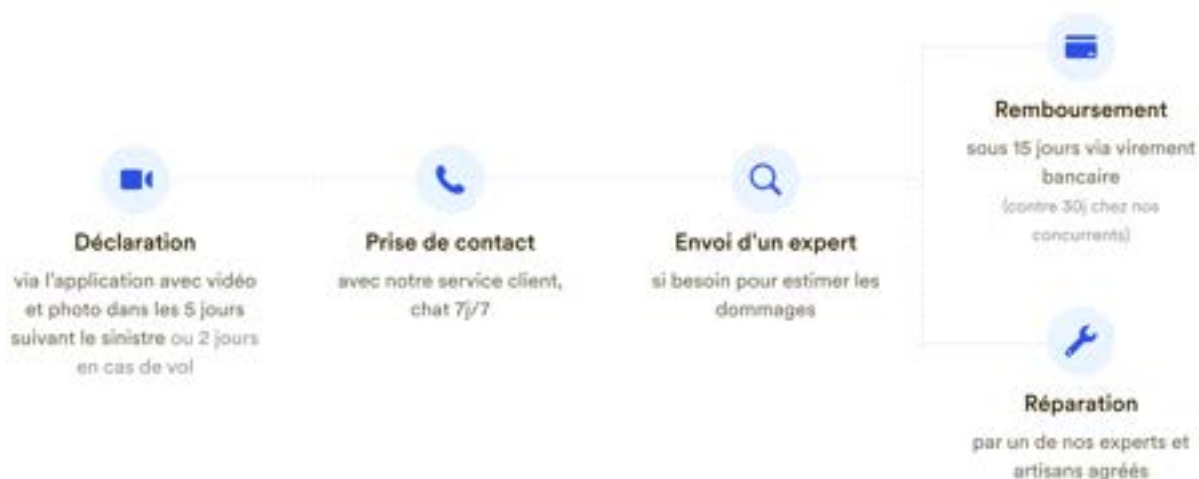 Déclaration
via l'application avec vidéo
et photo dans les 5 jours
suivant le sinistre ou 2 jours
en cas de vol
Prise de contact
avec notre service client,
chat 7j/7
Envoi d'un expert
si besoin pour estimer les
dommages
Remboursement
sous 15 jours via virement
bancaire
(contre 30j chez nos
concurrents)
Réparation
par un de nos experts et
artisans agréés